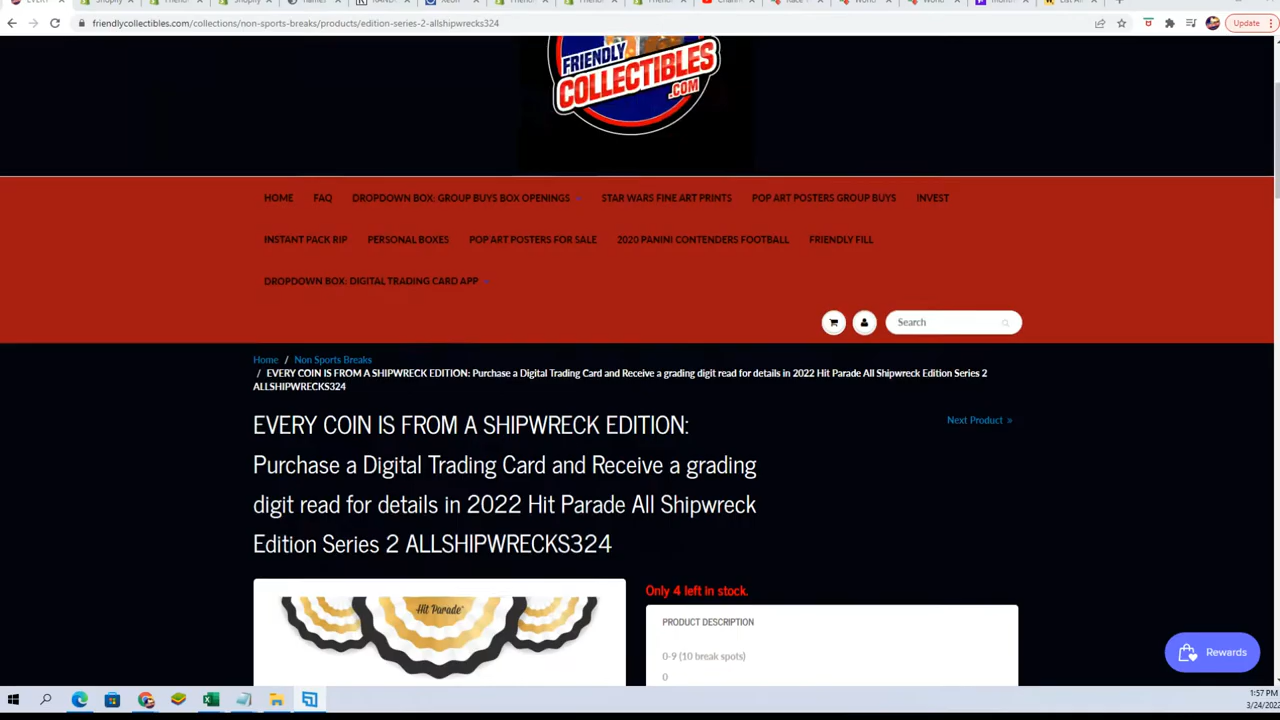 Shopify
Shopify
names
friendlycollectibles.com/collections/non-sports-breaks/products/edition-series-2-allshipwrecks324
Update
FRIENDLY
COLLECTIBLES
.COM
HOME FAQ DROPDOWN BOX: GROUP BUYS BOX OPENINGS STAR WARS FINE ART PRINTS POP ART POSTERS GROUP BUYS INVEST
INSTANT PACK RIP PERSONAL BOXES POP ART POSTERS FOR SALE 2020 PANINI CONTENDERS FOOTBALL FRIENDLY FILL
DROPDOWN BOX: DIGITAL TRADING CARD APP
Search
Home / Non Sports Breaks
/ EVERY COIN IS FROM A SHIPWRECK EDITION: Purchase a Digital Trading Card and Receive a grading digit read for details in 2022 Hit Parade All Shipwreck Edition Series 2
ALLSHIPWRECKS324
EVERY COIN IS FROM A SHIPWRECK EDITION:
Next Product »
Purchase a Digital Trading Card and Receive a grading
digit read for details in 2022 Hit Parade All Shipwreck
Edition Series 2 ALLSHIPWRECKS324
Only 4 left in stock.
Hit Parade
PRODUCT DESCRIPTION
0-9 (10 break spots)
0
Rewards
1:57 PM